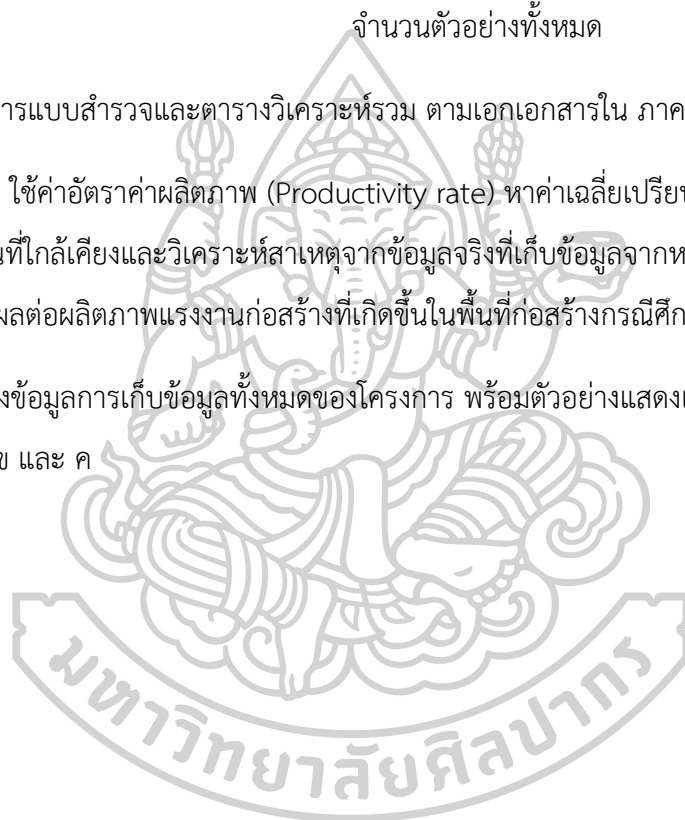 จำนวนตัวอย่างทั้งหมด
ารแบบสำรวจและตารางวิเคราะห์รวม ตามเอกเอกสารใน ภาค
ใช้ค่าอัตราค่าผลิตภาพ (Productivity rate) หาค่าเฉลี่ยเปรียบ
นที่ใกล้เคียงและวิเคราะห์สาเหตุจากข้อมูลจริงที่เก็บข้อมูลจากห
ผลต่อผลิตภาพแรงงานก่อสร้างที่เกิดขึ้นในพื้นที่ก่อสร้างกรณีศึก
งข้อมูลการเก็บข้อมูลทั้งหมดของโครงการ พร้อมตัวอย่างแสดง
ข และ ค
มหาวิทยาลัยศิลปากร